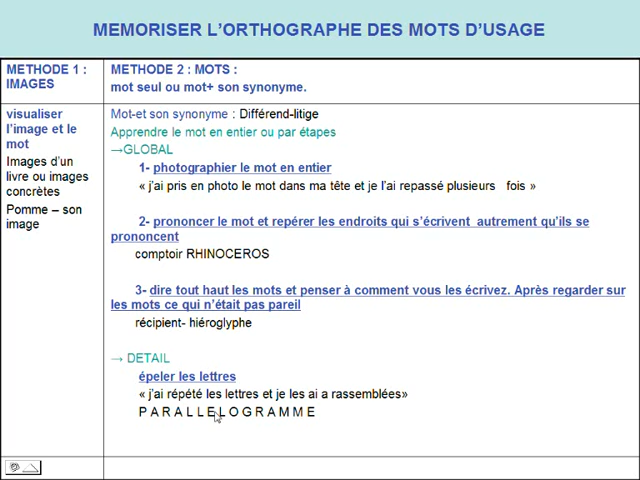 MEMORISER L'ORTHOGRAPHE DES MOTS D'USAGE
METHODE 1 :
IMAGES
METHODE 2 : MOTS :
mot seul ou mot+ son synonyme.
visualiser
l'image et le
mot
Images d'un
livre ou images
concrètes
Pomme – son
image
Mot-et son synonyme : Différend-litige
Apprendre le mot en entier ou par étapes
→GLOBAL
1- photographier le mot en entier
« j'ai pris en photo le mot dans ma tête et je l'ai repassé plusieurs fois »
2- prononcer le mot et repérer les endroits qui s'écrivent autrement qu'ils se
prononcent
comptoir RHINOCEROS
3- dire tout haut les mots et penser à comment vous les écrivez. Après regarder sur
les mots ce qui n'était pas pareil
récipient- hiéroglyphe
→ DETAIL
épeler les lettres
« j'ai répété les lettres et je les ai a rassemblées»
P A R A L L E L O G R A M M E